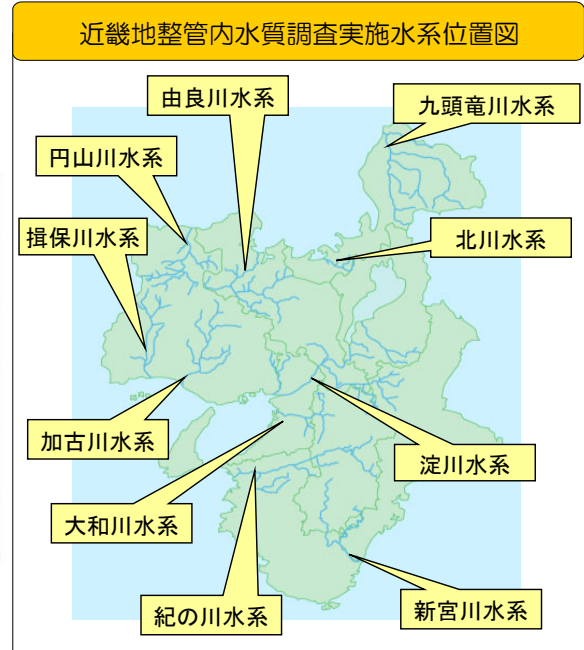 近畿地整管内水質調査実施水系位置図
由良川水系
九頭竜川水系
円山川水系
揖保川水系
北川水系
加古川水系
淀川水系
大和川水系
紀の川水系
新宮川水系